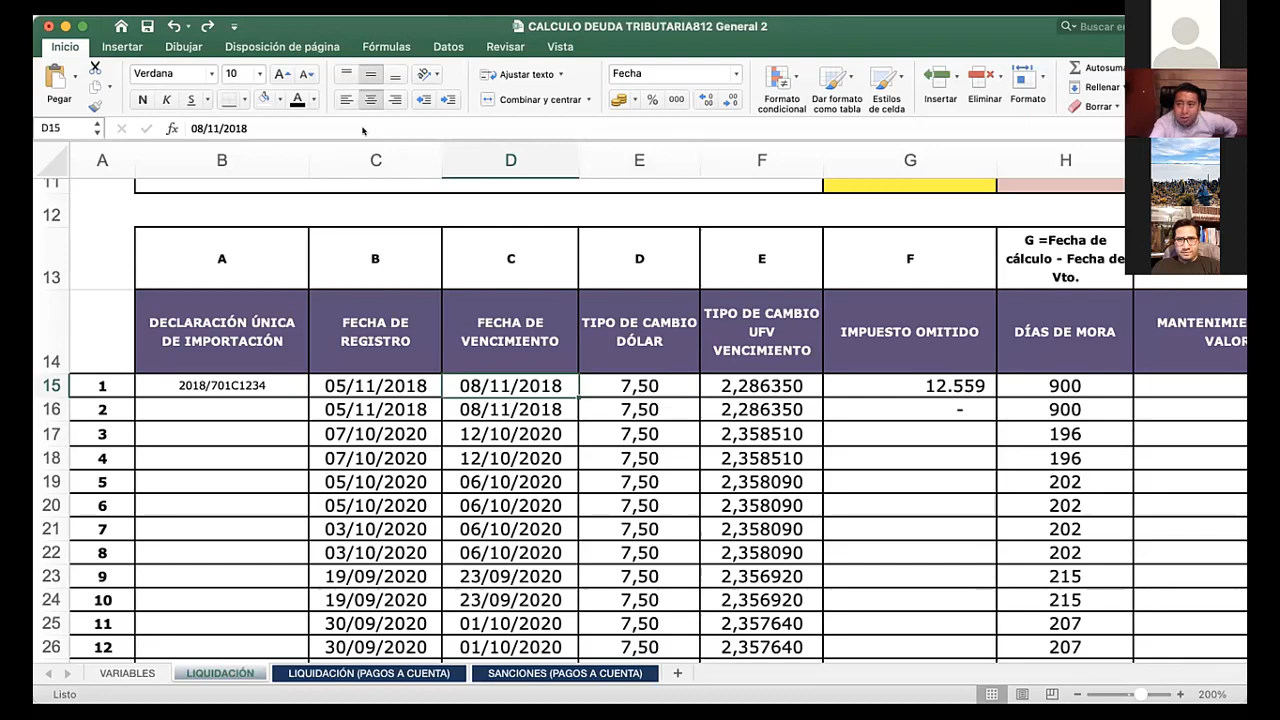 CALCULO DEUDA TRIBUTARIA812 General 2
Buscar en
Inicio Insertar Dibujar Disposición de página Fórmulas Datos Revisar Vista
Pegar
Verdana 10
N K S
Ajustar texto
Combinar y centrar
Fecha
% 000
Formato condicional
Dar formato como tabla
Estilos de celda
Insertar Eliminar Formato
Autosuma
Rellenar
Borrar
D15 fx 08/11/2018
A B C D E F G H
11
12
13 A B C D E F G =Fecha de cálculo - Fecha de Vto.
14 DECLARACIÓN ÚNICA DE IMPORTACIÓN FECHA DE REGISTRO FECHA DE VENCIMIENTO TIPO DE CAMBIO DÓLAR TIPO DE CAMBIO UFV VENCIMIENTO IMPUESTO OMITIDO DÍAS DE MORA MANTENIMIE VALOR
15 1 2018/701C1234 05/11/2018 08/11/2018 7,50 2,286350 12.559 900
16 2 05/11/2018 08/11/2018 7,50 2,286350 - 900
17 3 07/10/2020 12/10/2020 7,50 2,358510 196
18 4 07/10/2020 12/10/2020 7,50 2,358510 196
19 5 05/10/2020 06/10/2020 7,50 2,358090 202
20 6 05/10/2020 06/10/2020 7,50 2,358090 202
21 7 03/10/2020 06/10/2020 7,50 2,358090 202
22 8 03/10/2020 06/10/2020 7,50 2,358090 202
23 9 19/09/2020 23/09/2020 7,50 2,356920 215
24 10 19/09/2020 23/09/2020 7,50 2,356920 215
25 11 30/09/2020 01/10/2020 7,50 2,357640 207
26 12 30/09/2020 01/10/2020 7,50 2,357640 207
VARIABLES LIQUIDACIÓN LIQUIDACIÓN (PAGOS A CUENTA) SANCIONES (PAGOS A CUENTA) +
Listo 200%